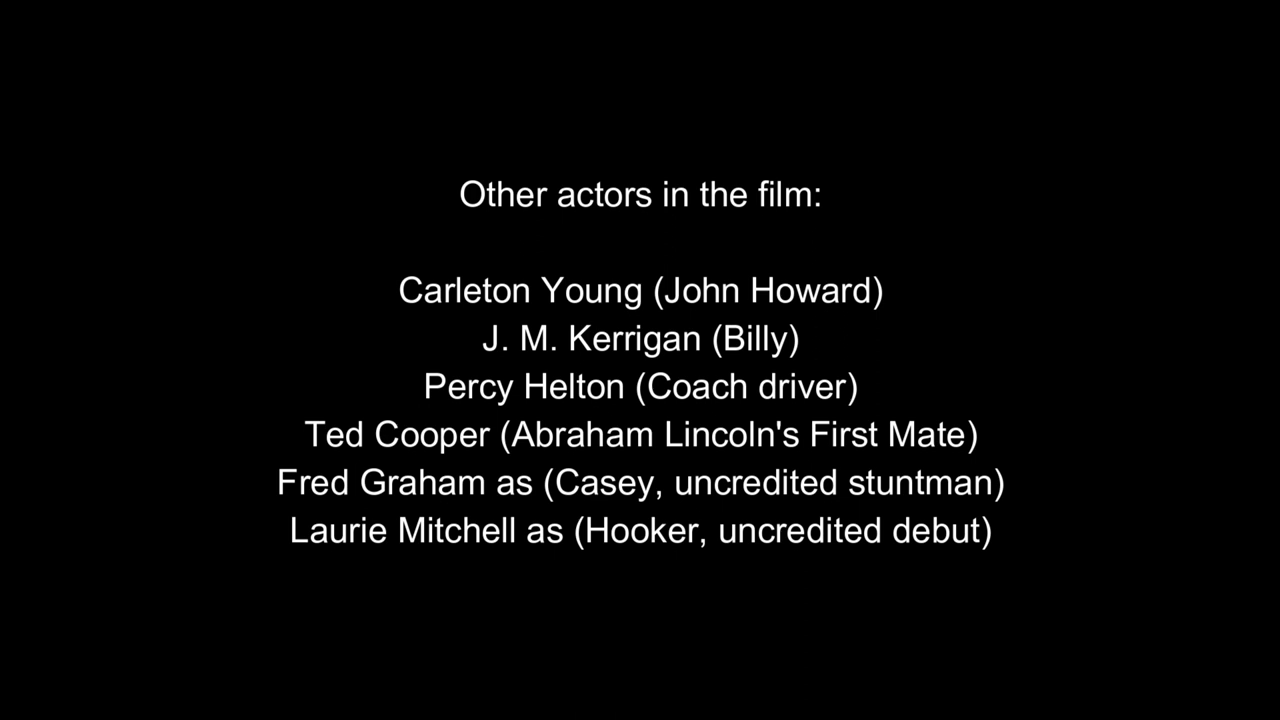 Other actors in the film:
Carleton Young (John Howard)
J. M. Kerrigan (Billy)
Percy Helton (Coach driver)
Ted Cooper (Abraham Lincoln's First Mate)
Fred Graham as (Casey, uncredited stuntman)
Laurie Mitchell as (Hooker, uncredited debut)